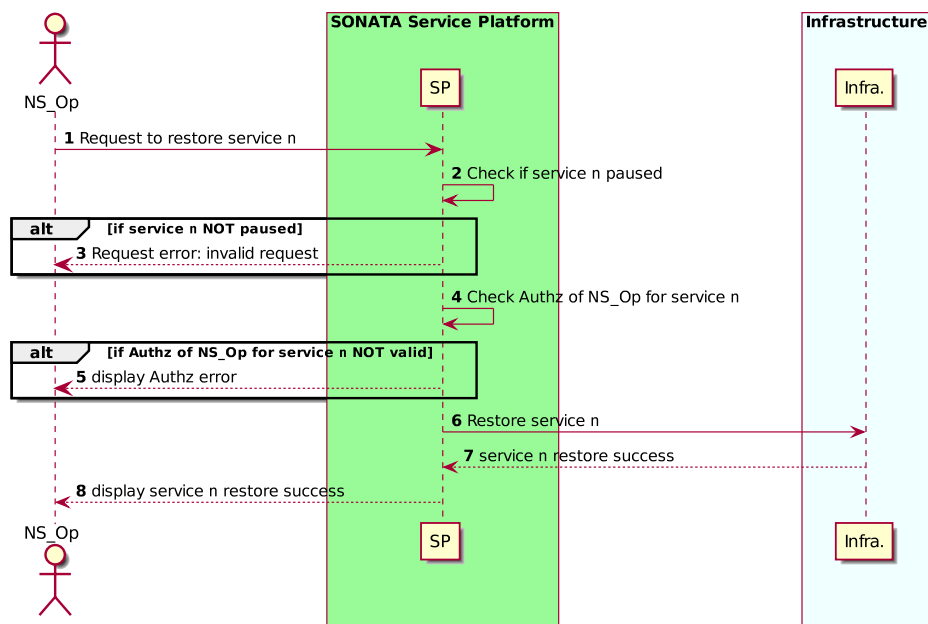 SONATA Service Platform
Infrastructure
NS_Op
SP
Infra.
1 Request to restore service n
2 Check if service n paused
alt [if service n NOT paused]
3 Request error: invalid request
4 Check Authz of NS_Op for service n
alt [if Authz of NS_Op for service n NOT valid]
5 display Authz error
6 Restore service n
7 service n restore success
8 display service n restore success
NS_Op
SP
Infra.